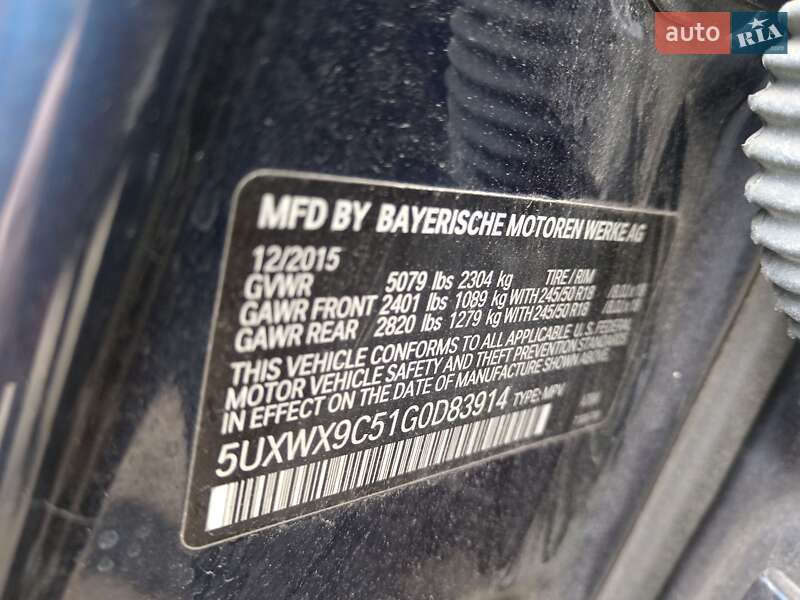 auto RIA
MFD BY BAYERISCHE MOTOREN WERKE AG
12/2015
GVWR 5079 lbs 2304 kg TIRE / RIM
GAWR FRONT 2401 lbs 1089 kg WITH 245/50 R18
GAWR REAR 2820 lbs 1279 kg WITH 245/50 R18
THIS VEHICLE CONFORMS TO ALL APPLICABLE U.S. FEDERAL
MOTOR VEHICLE SAFETY AND THEFT PREVENTION STANDARDS
IN EFFECT ON THE DATE OF MANUFACTURE SHOWN ABOVE.
5UXWX9C51G0D83914 TYPE: MPV